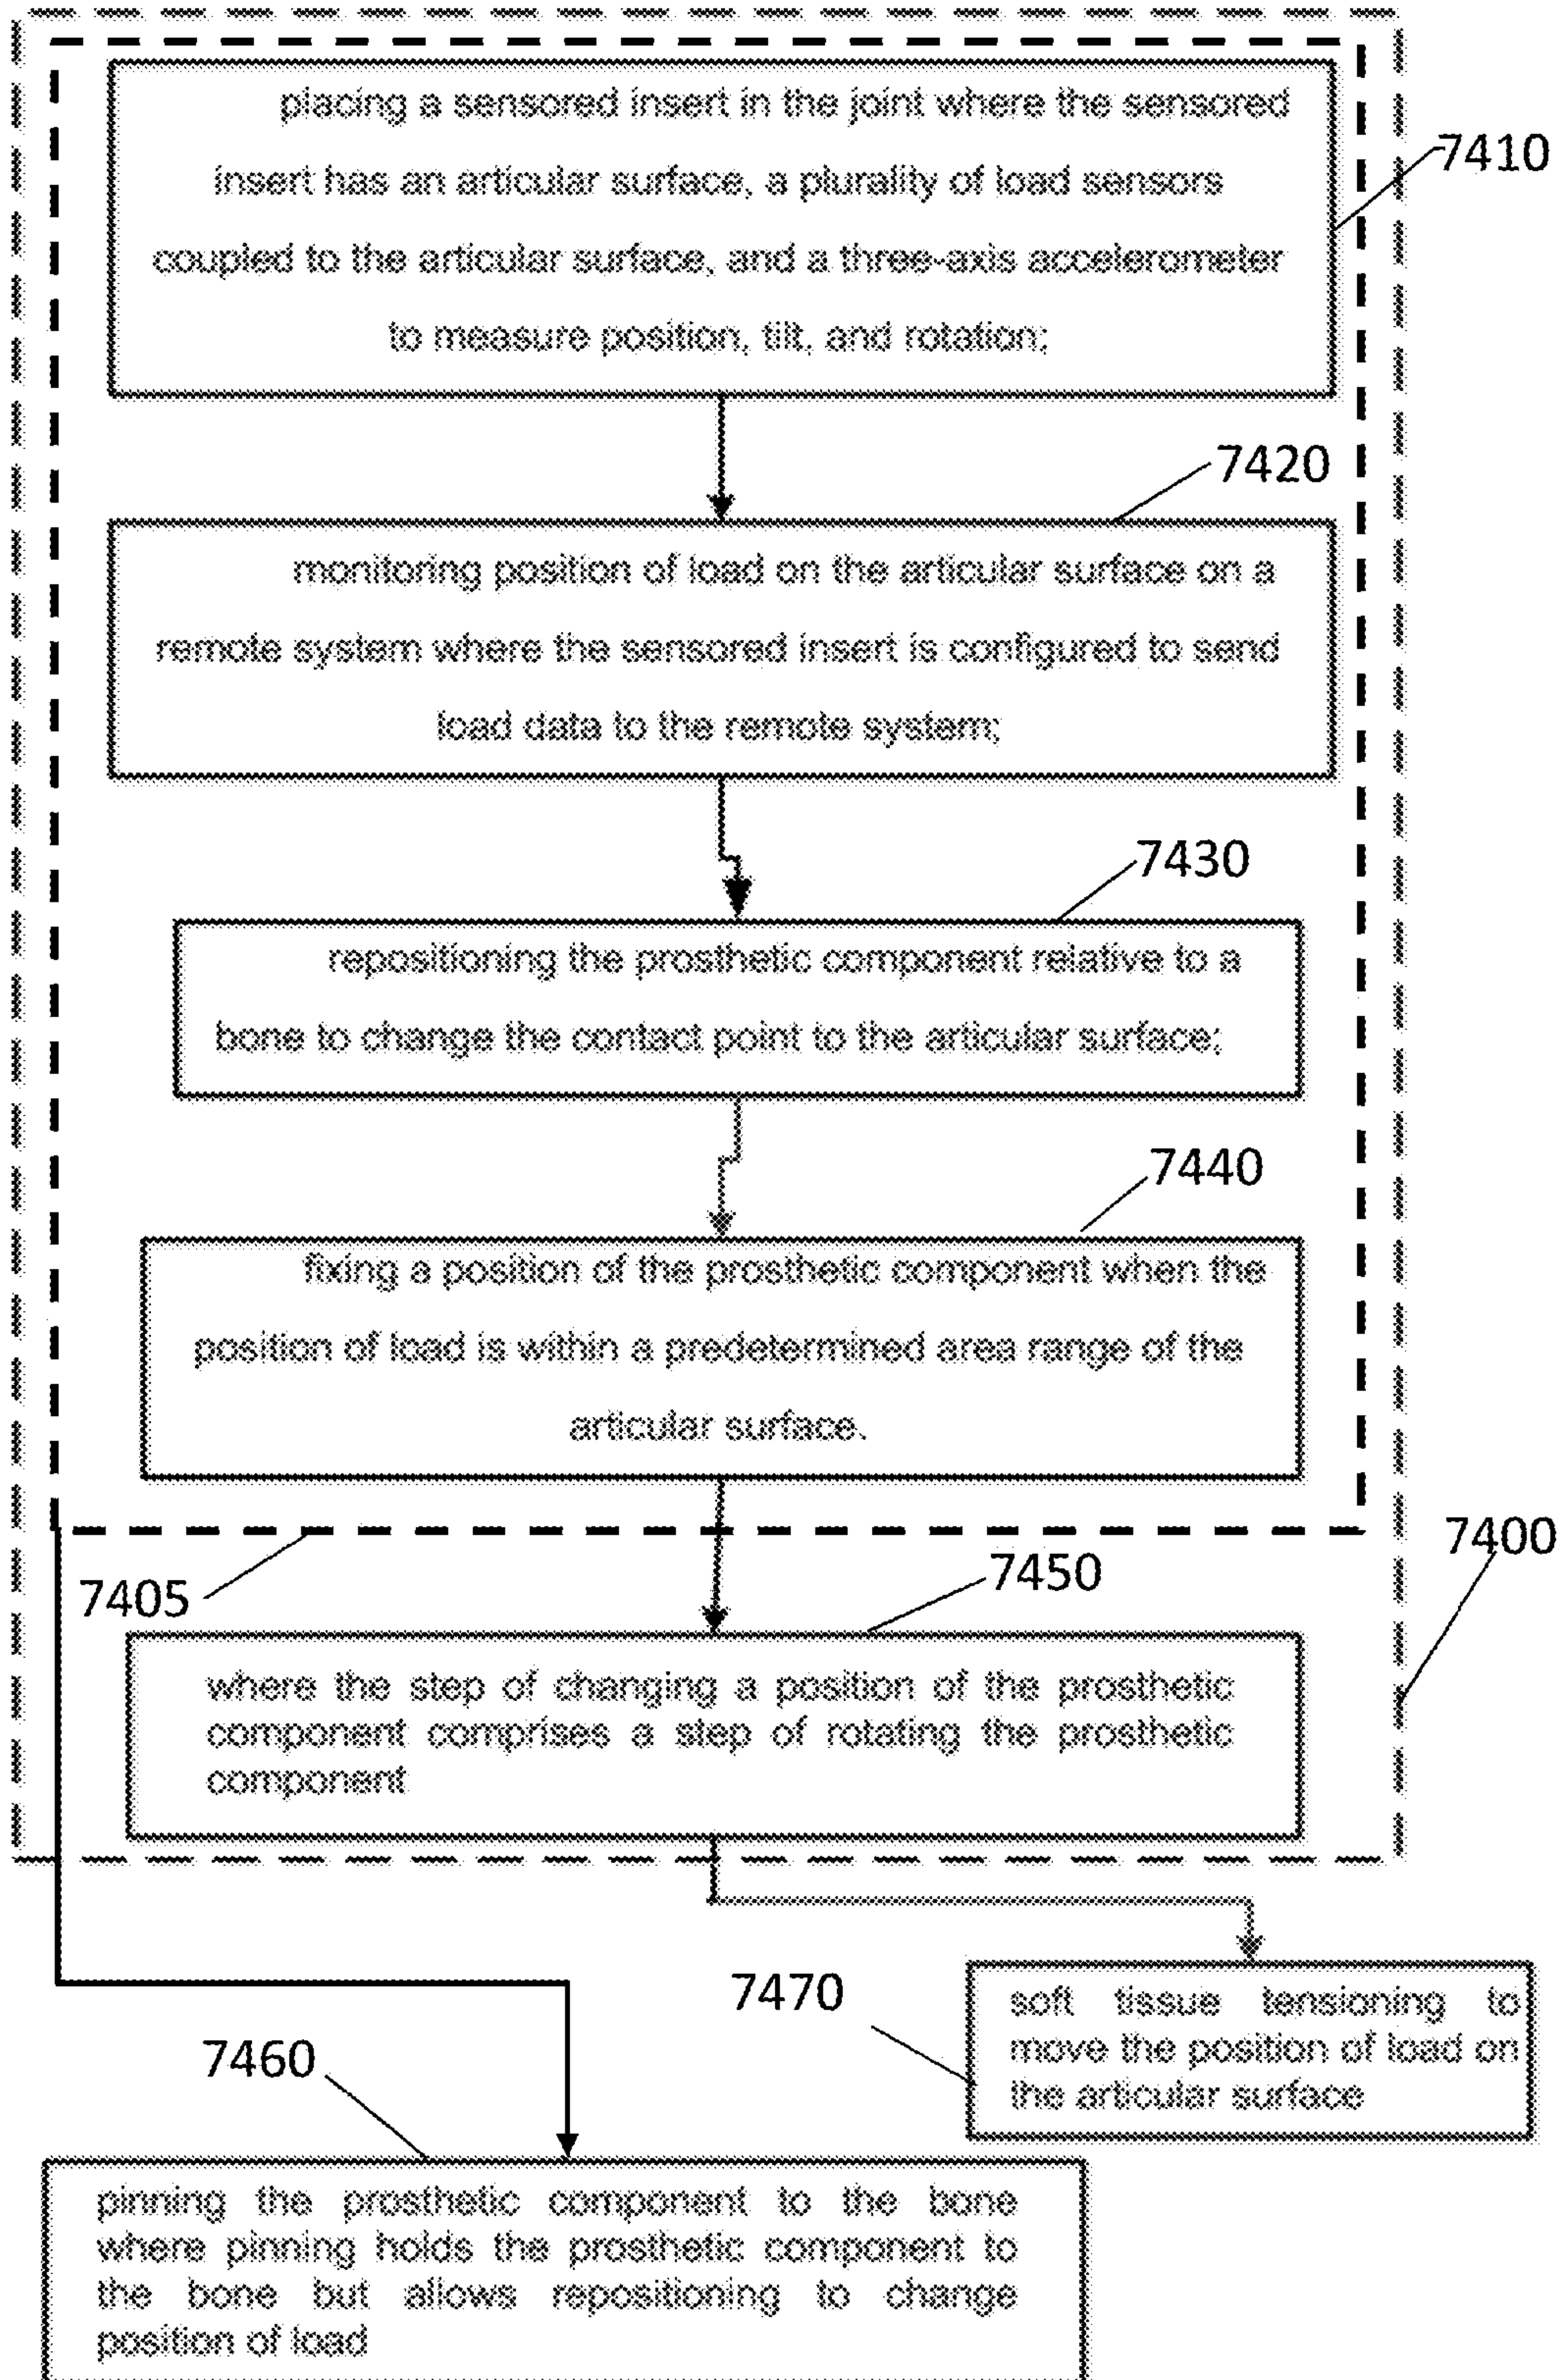 placing a sensored insert in the joint where the sensored
insert has an articular surface, a plurality of load sensors
coupled to the articular surface, and a three-axis accelerometer
to measure position, tilt, and rotation;
7410
7420
monitoring position of load on the articular surface on a
remote system where the sensored insert is configured to send
load data to the remote system;
7430
repositioning the prosthetic component relative to a
bone to change the contact point to the articular surface;
7440
fixing a position of the prosthetic component when the
position of load is within a predetermined area range of the
articular surface.
7400
7405
7450
where the step of changing a position of the prosthetic
component comprises a step of rotating the prosthetic
component
7470
soft tissue tensioning to
move the position of load on
the articular surface
7460
pinning the prosthetic component to the bone
where pinning holds the prosthetic component to
the bone but allows repositioning to change
position of load